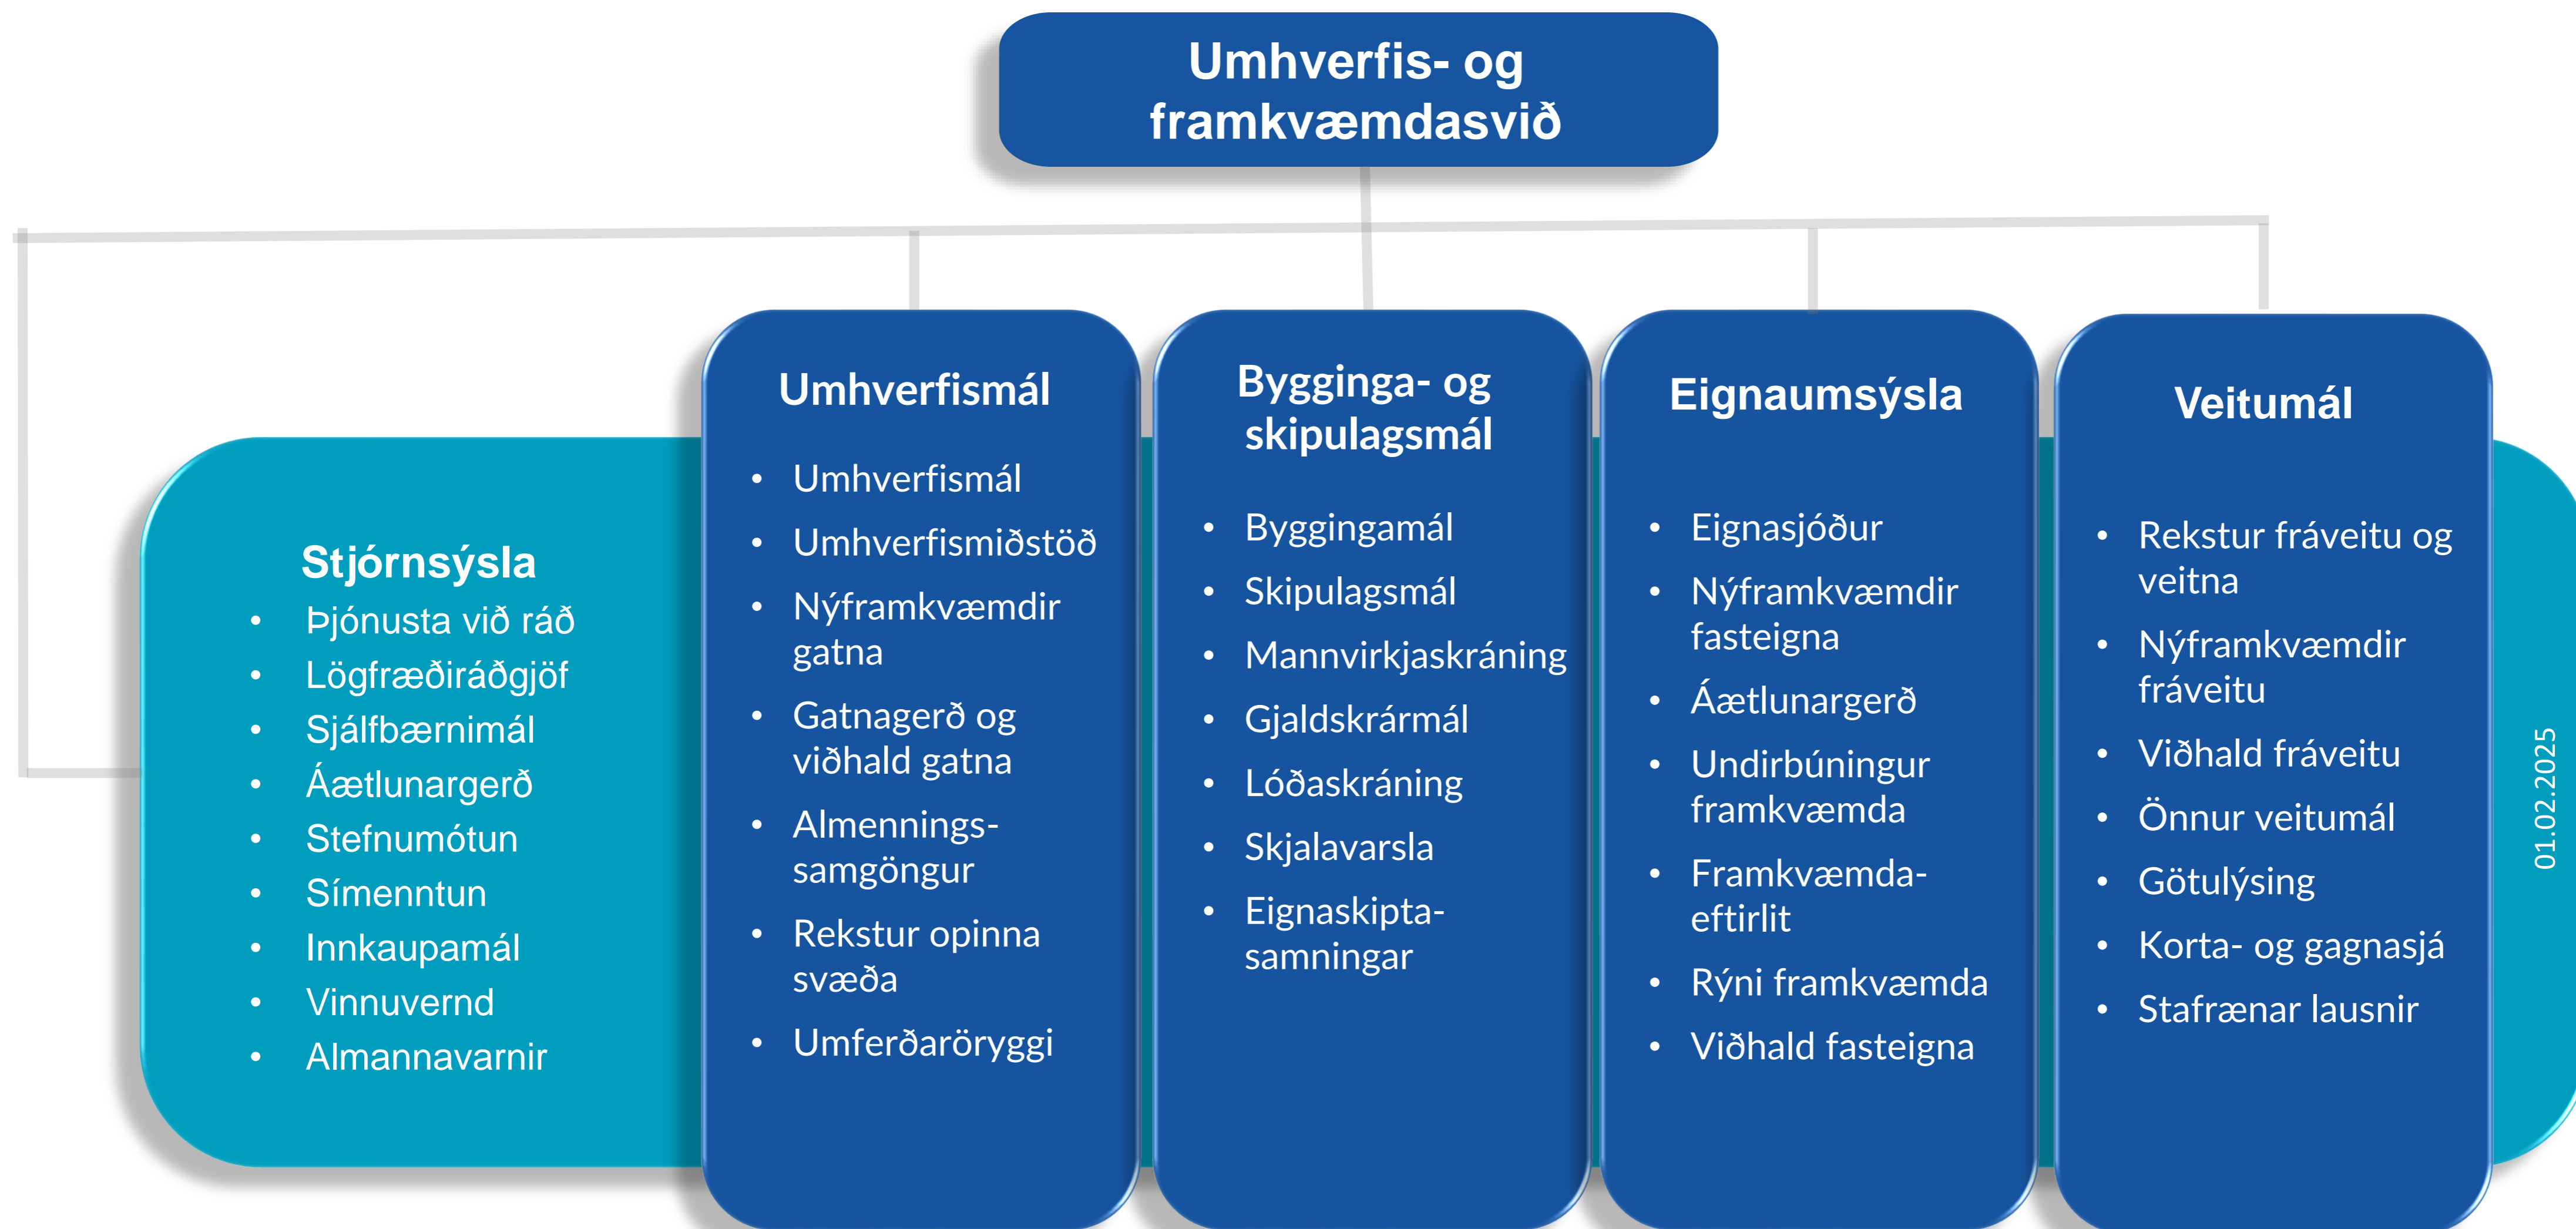 Umhverfis- og
framkvæmdasvið
Stjórnsýsla
• Þjónusta við ráð
• Lögfræðiráðgjöf
• Sjálfbærnimál
• Áætlunargerð
• Stefnumótun
• Símenntun
• Innkaupamál
• Vinnuvernd
• Almannavarnir
Umhverfismál
• Umhverfismál
• Umhverfismiðstöð
• Nýframkvæmdir
gatna
• Gatnagerð og
viðhald gatna
• Almennings-
samgöngur
• Rekstur opinna
svæða
• Umferðaröryggi
Bygginga- og
skipulagsmál
• Byggingamál
• Skipulagsmál
• Mannvirkjaskráning
• Gjaldskrármál
• Lóðaskráning
• Skjalavarsla
• Eignaskipta-
samningar
Eignaumsýsla
• Eignasjóður
• Nýframkvæmdir
fasteigna
• Áætlunargerð
• Undirbúningur
framkvæmda
• Framkvæmda-
eftirlit
• Rýni framkvæmda
• Viðhald fasteigna
Veitumál
• Rekstur fráveitu og
veitna
• Nýframkvæmdir
fráveitu
• Viðhald fráveitu
• Önnur veitumál
• Götulýsing
• Korta- og gagnasjá
• Stafrænar lausnir
01.02.2025